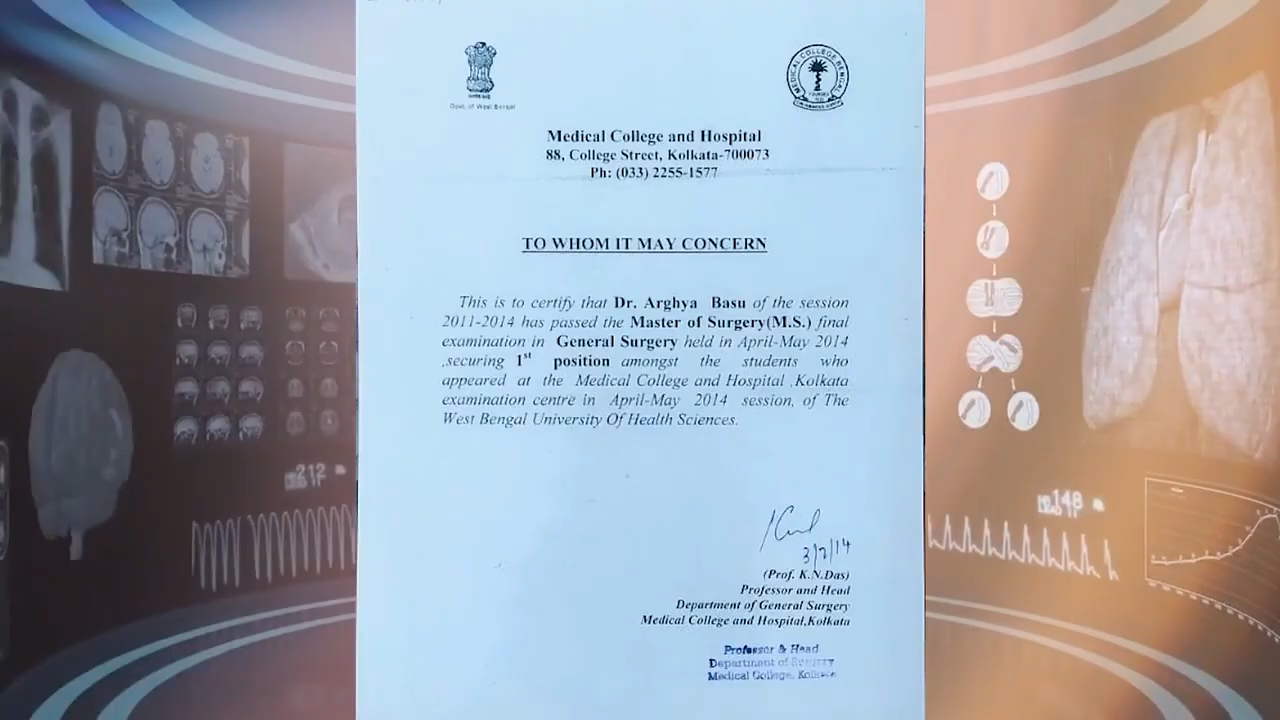 Govt. of West Bengal
MEDICAL COLLEGE BENGAL
Medical College and Hospital
88, College Street, Kolkata-700073
Ph: (033) 2255-1577
TO WHOM IT MAY CONCERN
This is to certify that Dr. Arghya Basu of the session
2011-2014 has passed the Master of Surgery(M.S.) final
examination in General Surgery held in April-May 2014
,securing 1st position amongst the students who
appeared at the Medical College and Hospital ,Kolkata
examination centre in April-May 2014 session, of The
West Bengal University Of Health Sciences.
3/7/14
(Prof. K.N.Das)
Professor and Head
Department of General Surgery
Medical College and Hospital,Kolkata
Professor & Head
Department of Surgery
Medical College, Kolkata
212
148